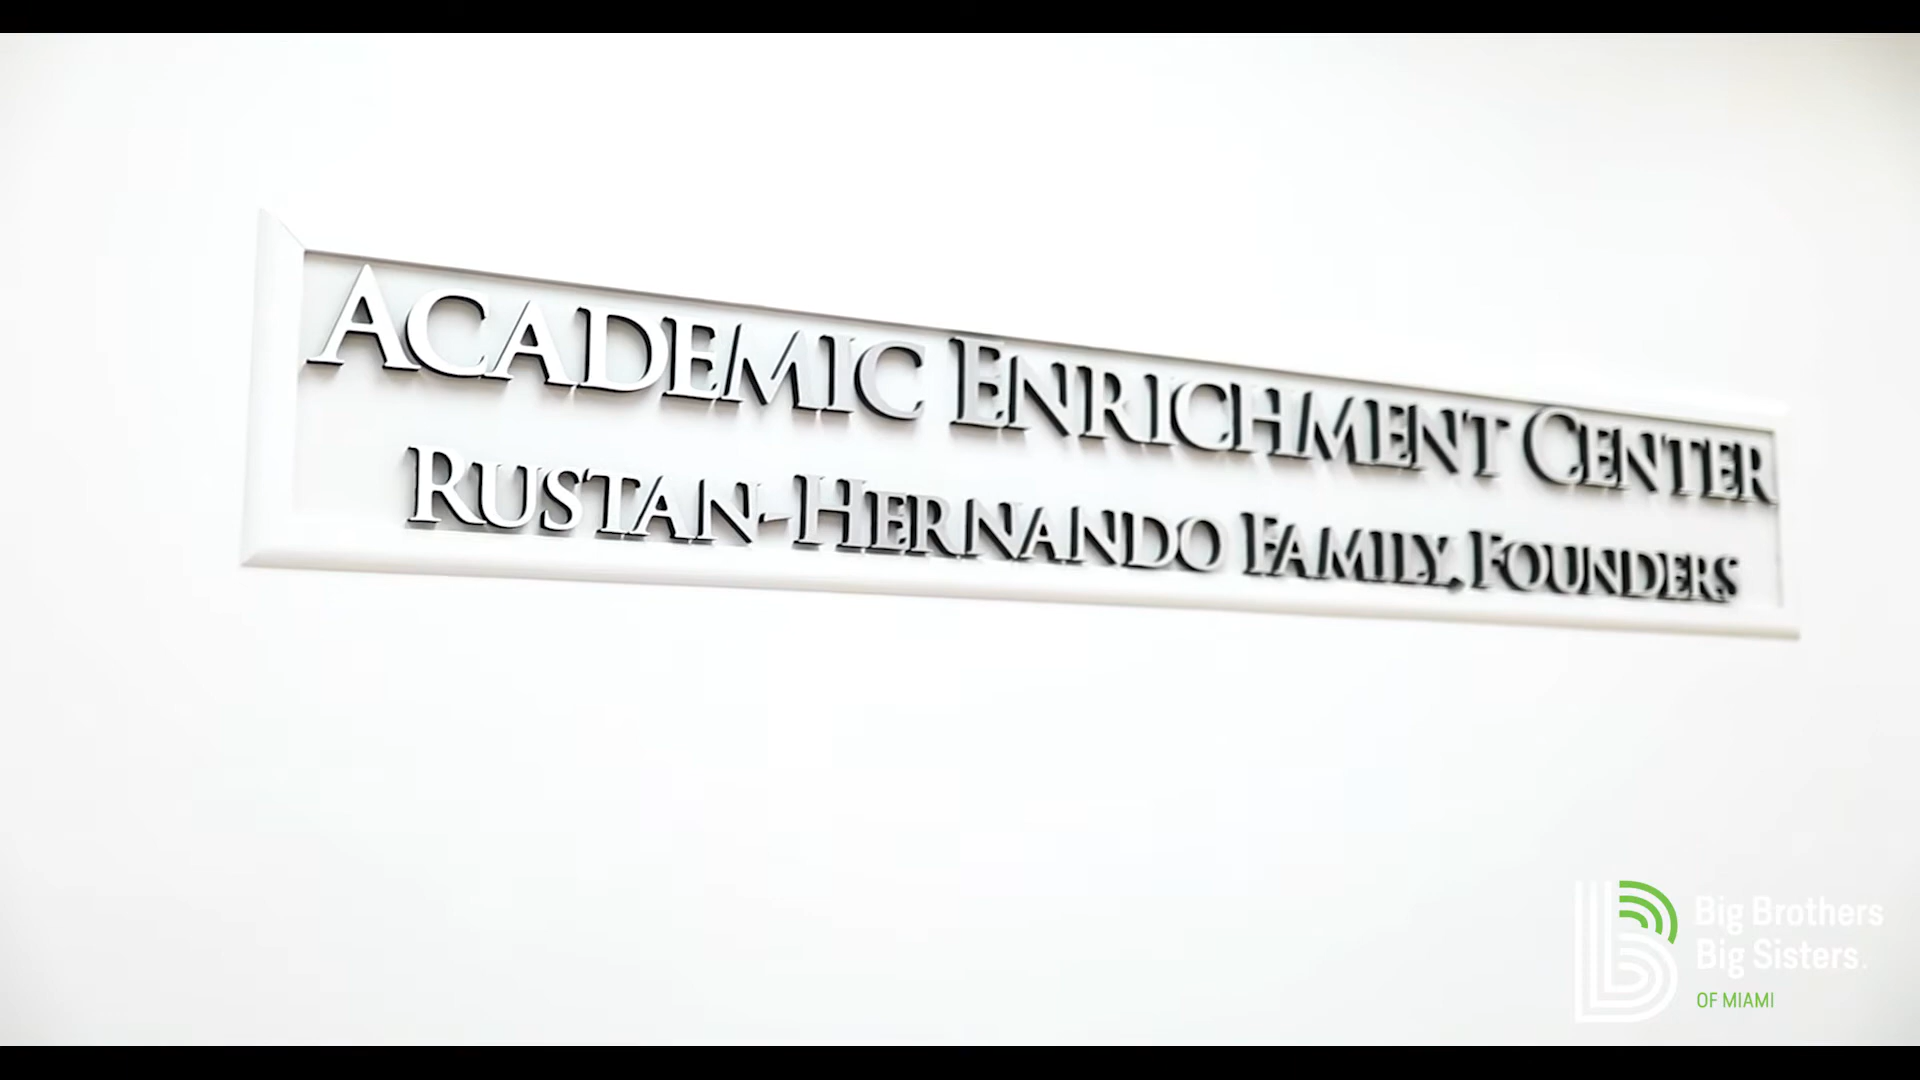 ACADEMIC ENRICHMENT CENTER
RUSTAN-HERNANDO FAMILY, FOUNDERS
Big Brothers
Big Sisters.
OF MIAMI